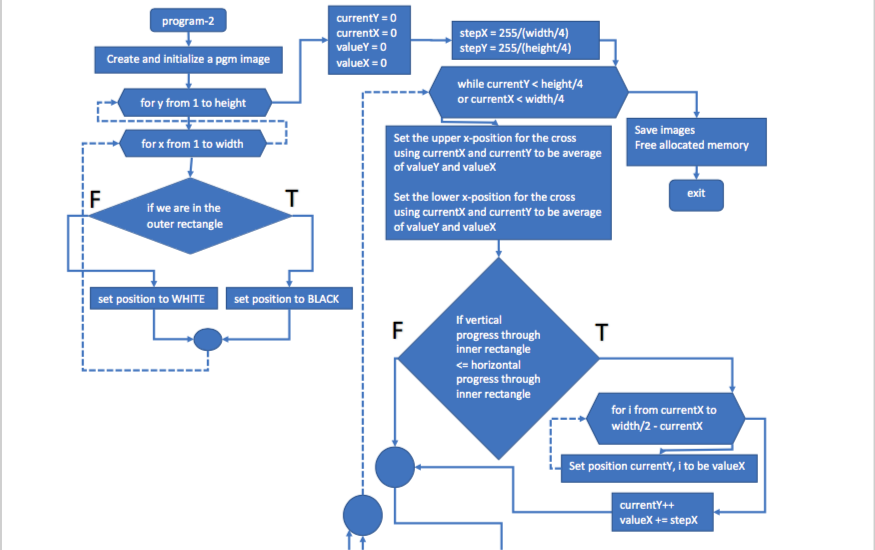 program-2
Create and initialize a pgm image
for y from 1 to height
for x from 1 to width
F
T
if we are in the
outer rectangle
set position to WHITE
set position to BLACK
currentY = 0
currentX = 0
valueY = 0
valueX = 0
stepX = 255/(width/4)
stepY = 255/(height/4)
while currentY < height/4
or currentX < width/4
Save images
Free allocated memory
exit
Set the upper x-position for the cross
using currentX and currentY to be average
of valueY and valueX
Set the lower x-position for the cross
using currentX and currentY to be average
of valueY and valueX
F
T
If vertical
progress through
inner rectangle
<= horizontal
progress through
inner rectangle
for i from currentX to
width/2 - currentX
Set position currentY, i to be valueX
currentY++
valueX += stepX